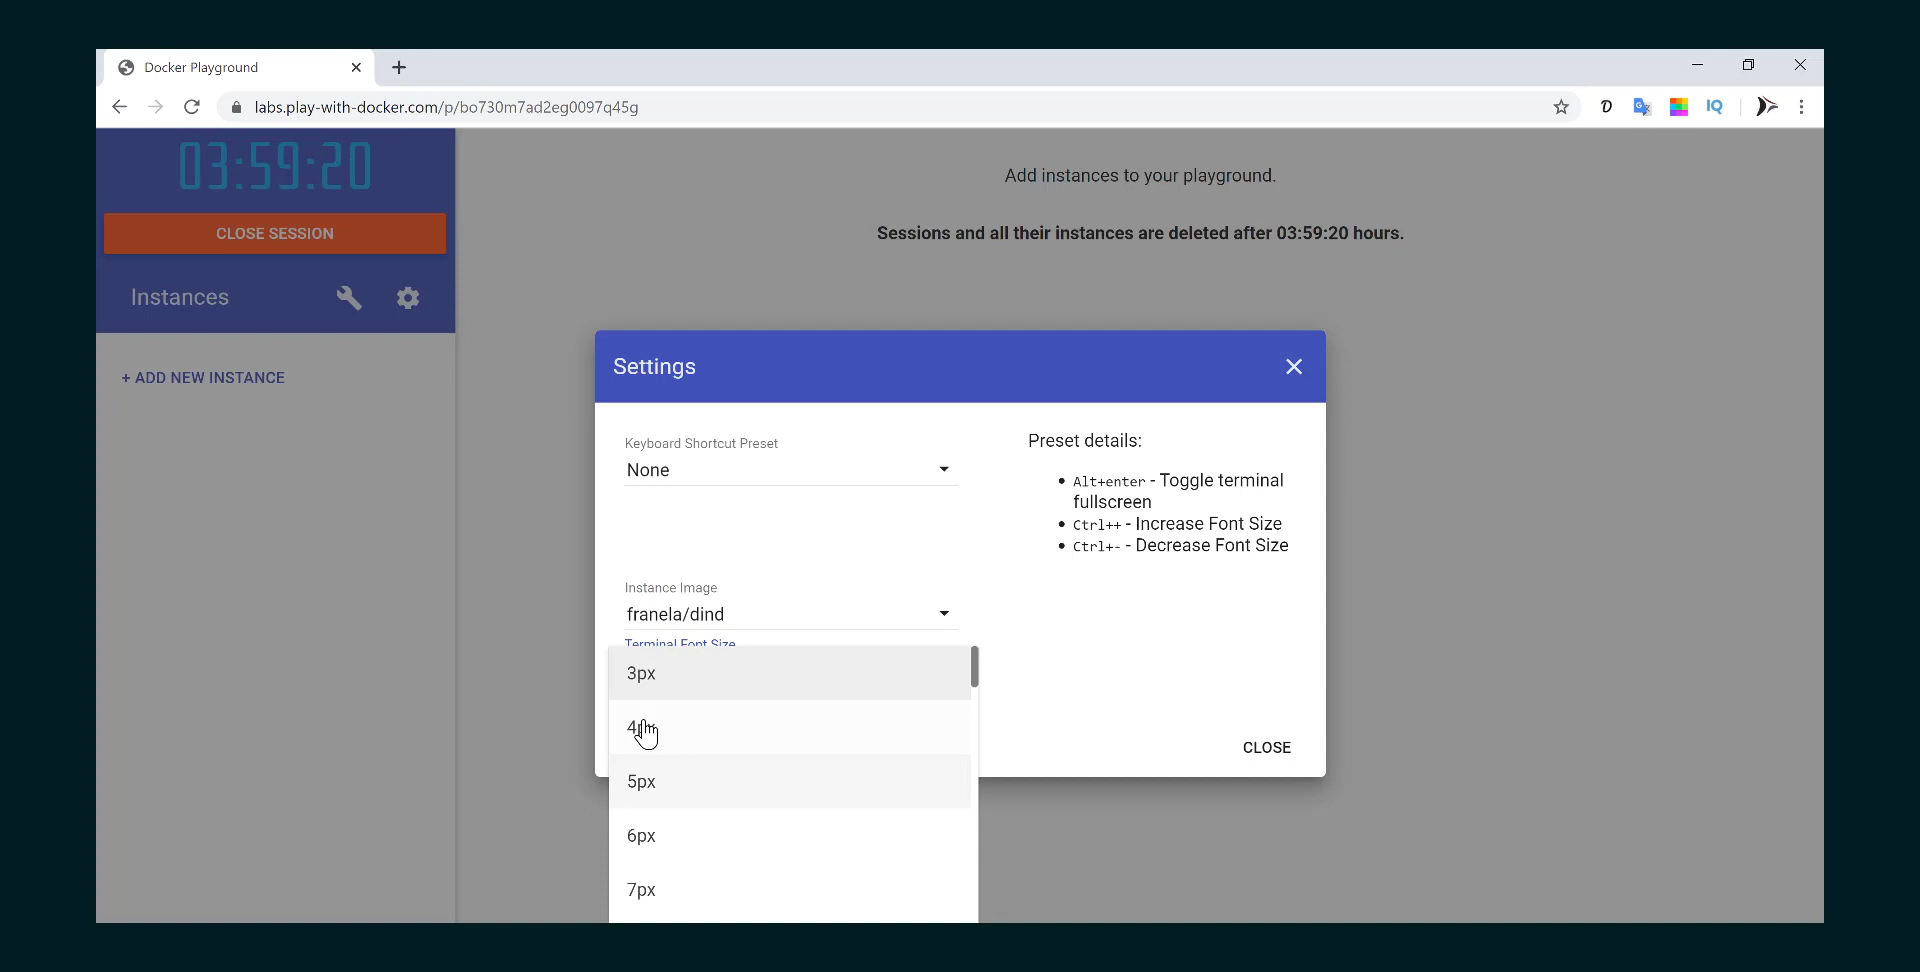 Docker Playground
labs.play-with-docker.com/p/bo730m7ad2eg0097q45g
IQ
03:59:20
CLOSE SESSION
Instances
+ ADD NEW INSTANCE
Add instances to your playground.
Sessions and all their instances are deleted after 03:59:20 hours.
Settings
Keyboard Shortcut Preset
None
Preset details:
Alt+enter - Toggle terminal
fullscreen
Ctrl++ - Increase Font Size
Ctrl+- - Decrease Font Size
Instance Image
franela/dind
Terminal Font Size
3px
4px
5px
6px
7px
CLOSE